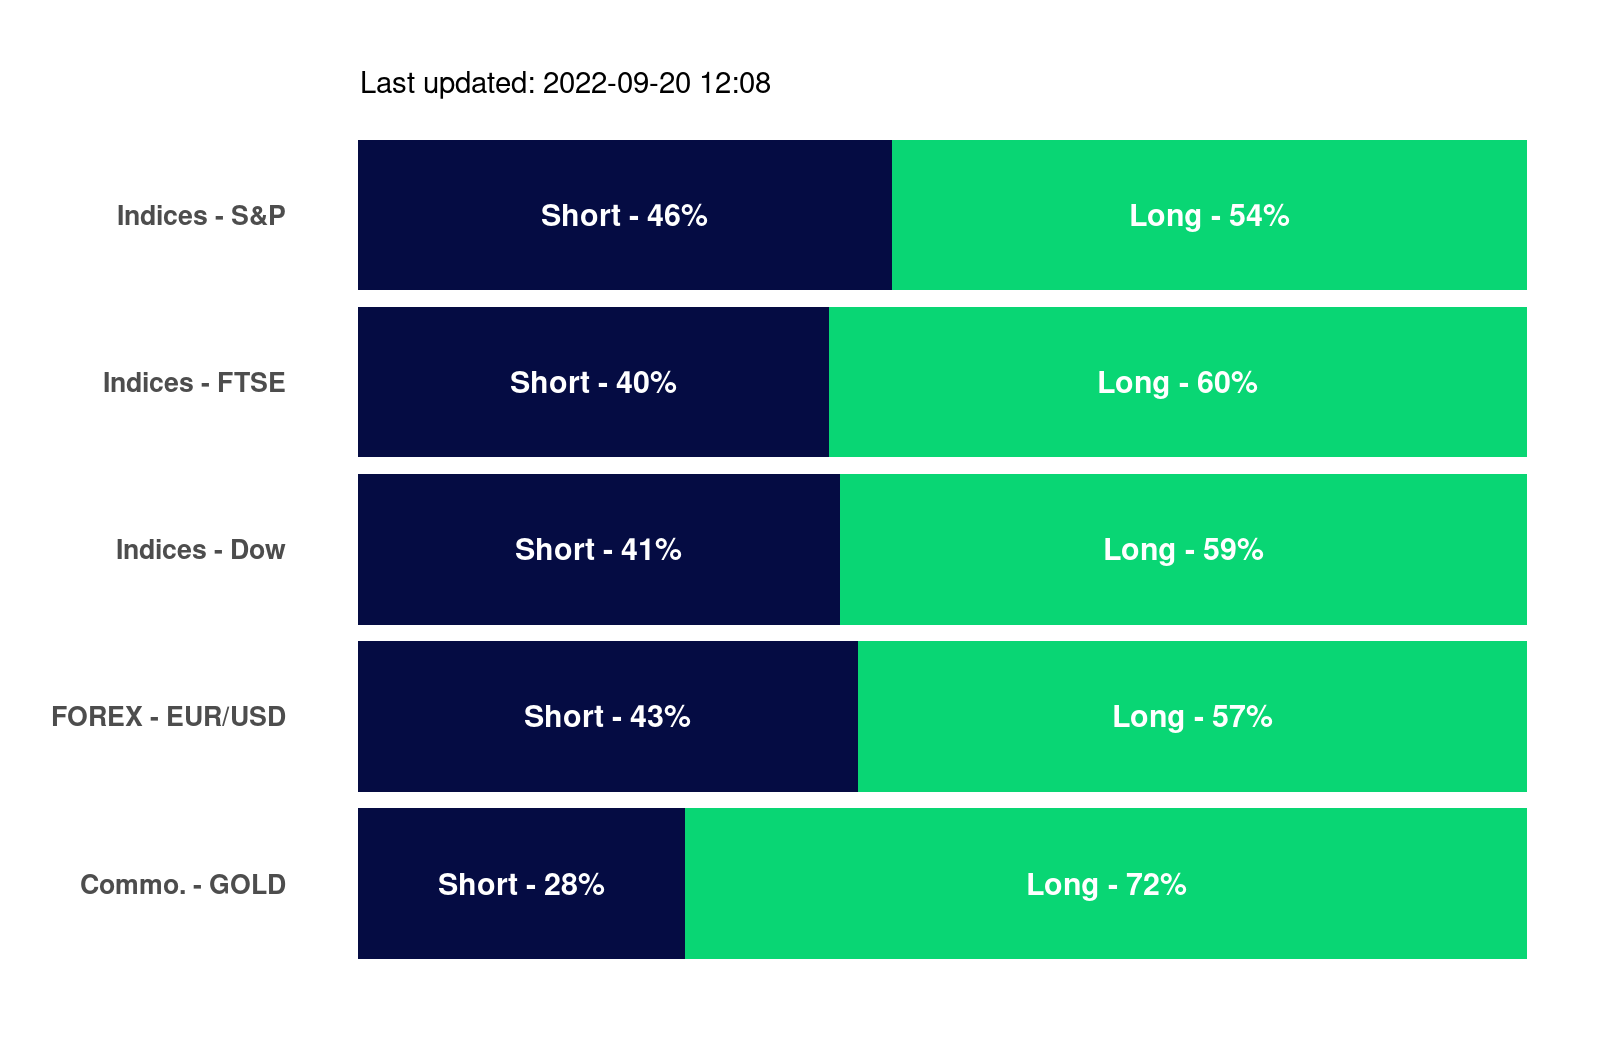 Last updated: 2022-09-20 12:08
Indices - S&P Short - 46% Long - 54%
Indices - FTSE Short - 40% Long - 60%
Indices - Dow Short - 41% Long - 59%
FOREX - EUR/USD Short - 43% Long - 57%
Commo. - GOLD Short - 28% Long - 72%